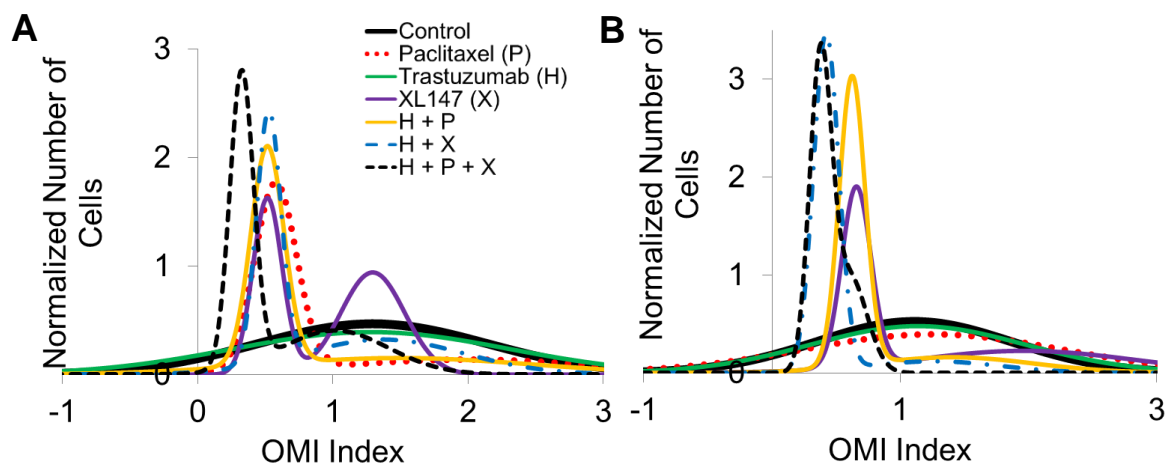 A
Normalized Number of
Cells
3
2
1
0
-1
0
1
2
3
OMI Index
Control
Paclitaxel (P)
Trastuzumab (H)
XL147 (X)
H + P
H + X
H + P + X
B
Normalized Number of
Cells
3
2
1
0
-1
1
3
OMI Index